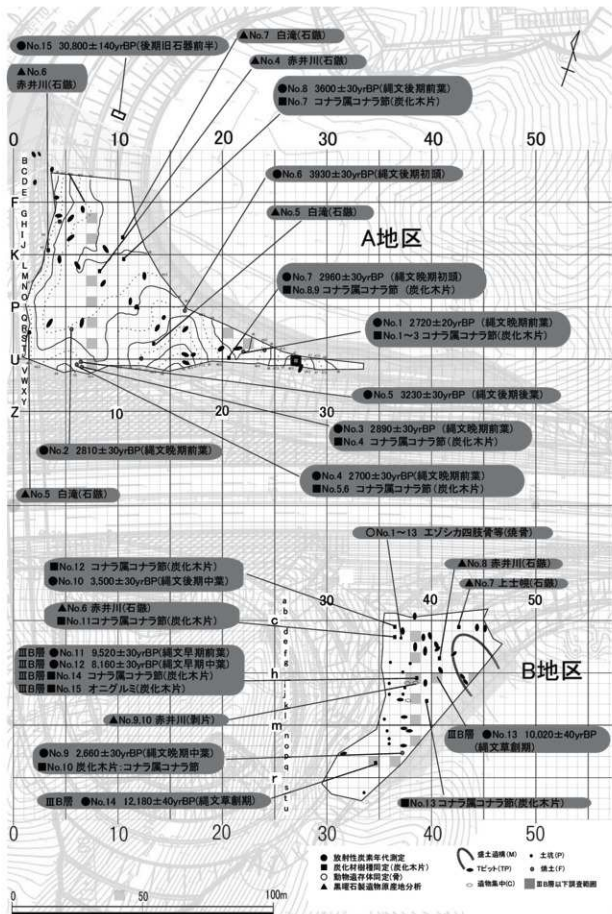 ●No.15 30,800±140yrBP(後期旧石器前半)
▲No.7 白滝(石鏃)
▲No.4 赤井川(石鏃)
▲No.6
赤井川(石鏃)
●No.8 3600±30yrBP(縄文後期前葉)
■No.7 コナラ属コナラ節(炭化木片)
0 10 20 30 40 50
B
C
D
E
F
G
H
I
J
K
L
M
N
O
P
Q
R
S
T
U
V
W
X
Y
Z
●No.6 3930±30yrBP(縄文後期初頭)
▲No.5 白滝(石鏃)
A地区
●No.7 2960±30yrBP(縄文晩期初頭)
■No.8,9 コナラ属コナラ節(炭化木片)
●No.1 2720±20yrBP(縄文晩期前葉)
■No.1~3 コナラ属コナラ節(炭化木片)
10 20 30
●No.5 3230±30yrBP(縄文後期後葉)
●No.3 2890±30yrBP(縄文晩期前葉)
■No.4 コナラ属コナラ節(炭化木片)
●No.2 2810±30yrBP(縄文晩期前葉)
●No.4 2700±30yrBP(縄文晩期前葉)
■No.5,6 コナラ属コナラ節(炭化木片)
▲No.5 白滝(石鏃)
○No.1~13 エゾシカ四肢骨等(焼骨)
■No.12 コナラ属コナラ節(炭化木片)
●No.10 3,500±30yrBP(縄文後期中葉)
▲No.8 赤井川(石鏃)
▲No.7 上士幌(石鏃)
30 40 50
a
b
c
d
e
f
g
h
i
j
k
l
m
n
o
p
q
r
s
t
u
▲No.6 赤井川(石鏃)
■No.11コナラ属コナラ節(炭化木片)
ⅢB層 ●No.11 9,520±30yrBP(縄文早期前葉)
ⅢB層 ●No.12 8,160±30yrBP(縄文早期中葉)
ⅢB層 ■No.14 コナラ属コナラ節(炭化木片)
ⅢB層 ■No.15 オニグルミ(炭化木片)
B地区
▲No.9,10 赤井川(剥片)
ⅢB層 ●No.13 10,020±40yrBP
(縄文草創期)
●No.9 2,660±30yrBP(縄文晩期中葉)
■No.10 炭化木片:コナラ属コナラ節
ⅢB層 ●No.14 12,180±40yrBP(縄文草創期)
■No.13コナラ属コナラ節(炭化木片)
0 10 20 30 40 50
● 放射性炭素年代測定
■ 炭化材樹種同定(炭化木片)
○ 動物遺存体同定(骨)
▲ 黒曜石製遺物原産地分析
盛土遺構(M)
Tピット(TP)
遺物集中(C)
土坑(P)
焼土(F)
ⅢB層以下調査範囲
0 50 100m